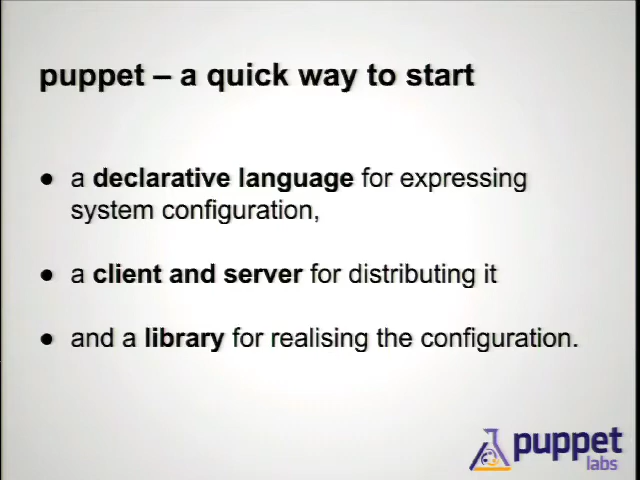 puppet – a quick way to start
● a declarative language for expressing
system configuration,
● a client and server for distributing it
● and a library for realising the configuration.
puppet
labs